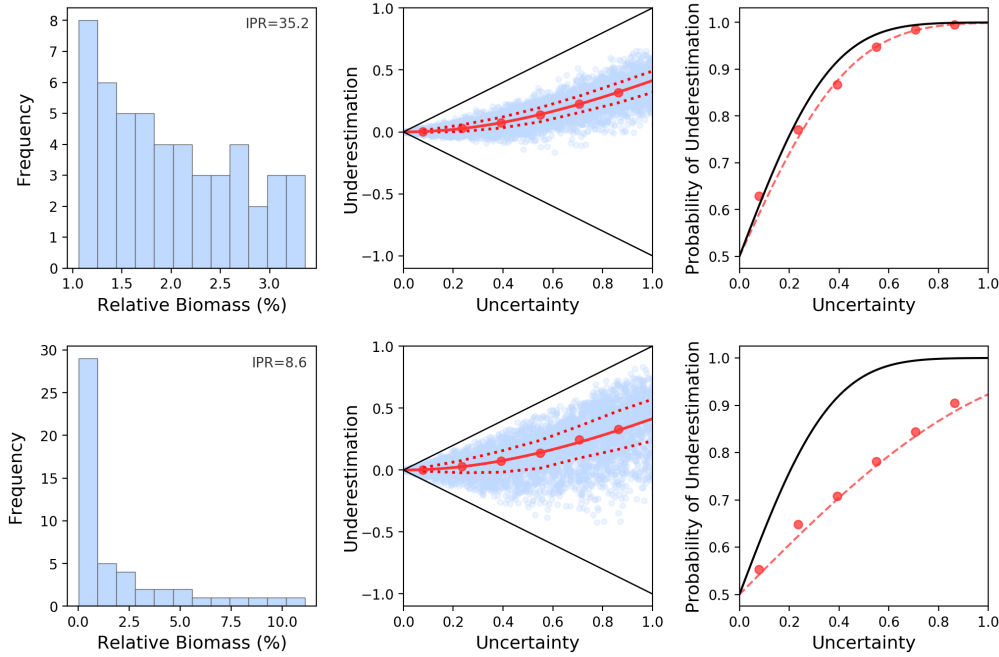 IPR=35.2
Frequency
8
7
6
5
4
3
2
1
0
1.0 1.5 2.0 2.5 3.0
Relative Biomass (%)
Underestimation
1.0
0.5
0.0
−0.5
−1.0
0.0 0.2 0.4 0.6 0.8 1.0
Uncertainty
Probability of Underestimation
1.0
0.9
0.8
0.7
0.6
0.5
0.0 0.2 0.4 0.6 0.8 1.0
Uncertainty
IPR=8.6
Frequency
30
25
20
15
10
5
0
0.0 2.5 5.0 7.5 10.0
Relative Biomass (%)
Underestimation
1.0
0.5
0.0
−0.5
−1.0
0.0 0.2 0.4 0.6 0.8 1.0
Uncertainty
Probability of Underestimation
1.0
0.9
0.8
0.7
0.6
0.5
0.0 0.2 0.4 0.6 0.8 1.0
Uncertainty